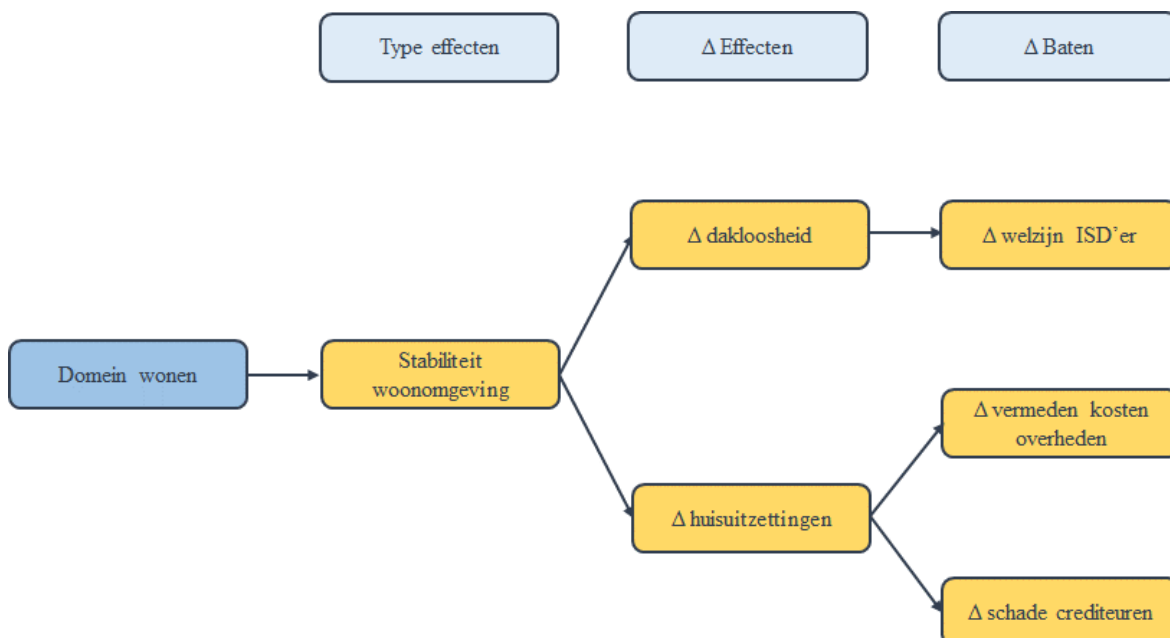 Type effecten
Δ Effecten
Δ Baten
Δ dakloosheid
Δ welzijn ISD’er
Domein wonen
Stabiliteit
woonomgeving
Δ vermeden kosten
overheden
Δ huisuitzettingen
Δ schade crediteuren